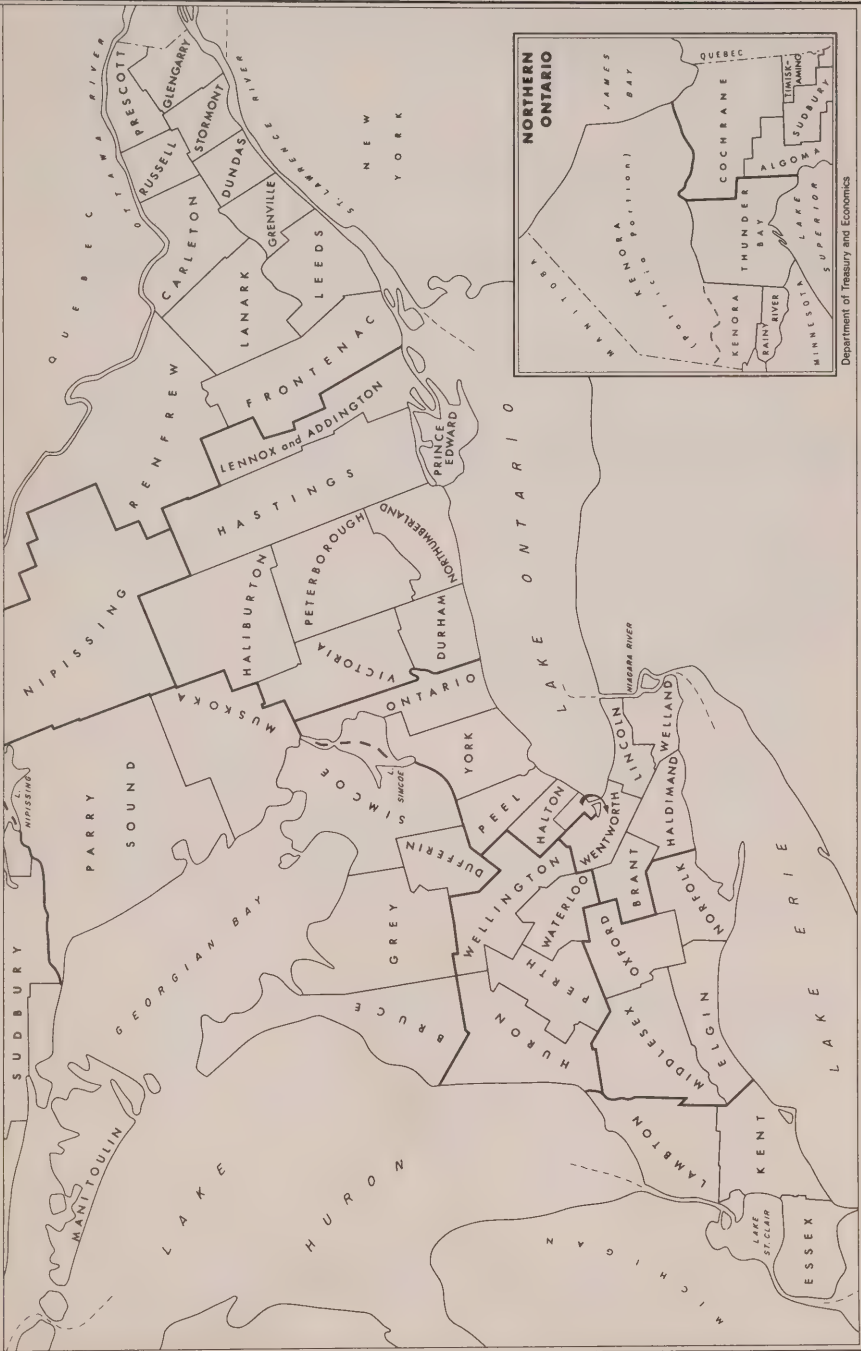 QUEBEC
OTTAWA RIVER
PRESCOTT
GLENGARRY
RUSSELL
STORMONT
DUNDAS
CARLETON
GRENVILLE
ST. LAWRENCE RIVER
NEW
YORK
LANARK
LEEDS
RENFREW
FRONTENAC
LENNOX and ADDINGTON
HASTINGS
PRINCE
EDWARD
NIPISSING
HALIBURTON
PETERBOROUGH
NORTHUMBERLAND
VICTORIA
DURHAM
LAKE ONTARIO
MUSKOKA
ONTARIO
L.
NIPISSING
PARRY
SOUND
SIMCOE
L.
SIMCOE
YORK
PEEL
HALTON
DUFFERIN
NIAGARA RIVER
LINCOLN
WELLAND
WENTWORTH
HALDIMAND
SUDBURY
GEORGIAN BAY
GREY
WELLINGTON
WATERLOO
BRANT
NORFOLK
BRUCE
PERTH
OXFORD
HURON
MIDDLESEX
ELGIN
LAKE ERIE
MANITOULIN
LAKE
HURON
LAMBTON
KENT
LAKE
ST. CLAIR
ESSEX
MICHIGAN
NORTHERN
ONTARIO
JAMES
BAY
QUEBEC
MANITOBA
KENORA
(Patricia Portion)
COCHRANE
TIMISK-
AMING
SUDBURY
ALGOMA
THUNDER
BAY
KENORA
RAINY
RIVER
LAKE
SUPERIOR
MINNESOTA
Department of Treasury and Economics